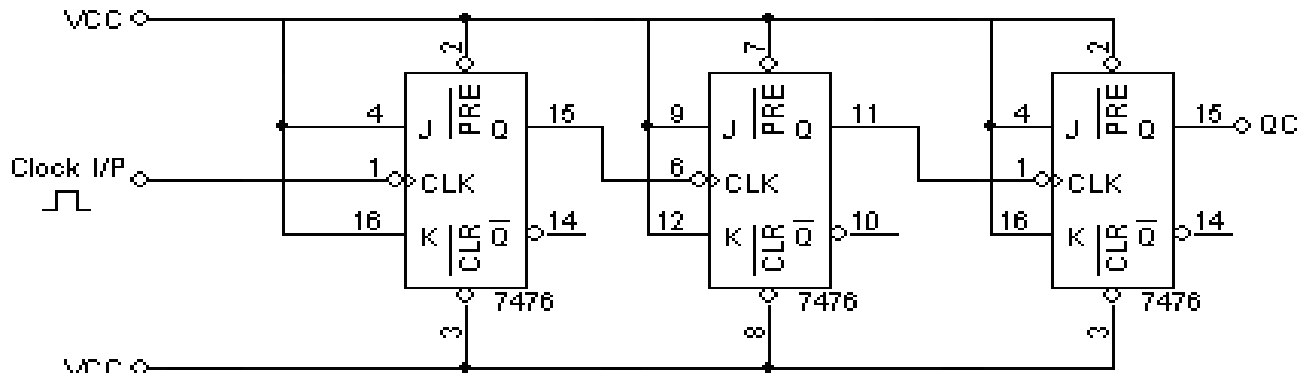 VCC
2 7 2
4 J PRE Q 15 9 J PRE Q 11 4 J PRE Q 15 QC
Clock I/P 1 CLK 6 CLK 1 CLK
16 K CLR Q 14 12 K CLR Q 10 16 K CLR Q 14
7476 7476 7476
3 8 3
VCC